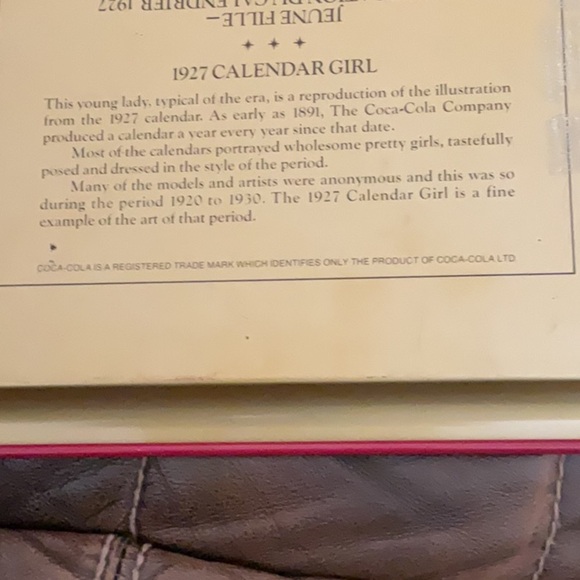 JEUNE FILLE—
CALENDRIER 1927
1927 CALENDAR GIRL
This young lady, typical of the era, is a reproduction of the illustration
from the 1927 calendar. As early as 1891, The Coca-Cola Company
produced a calendar a year every year since that date.
Most of the calendars portrayed wholesome pretty girls, tastefully
posed and dressed in the style of the period.
Many of the models and artists were anonymous and this was so
during the period 1920 to 1930. The 1927 Calendar Girl is a fine
example of the art of that period.
COCA-COLA IS A REGISTERED TRADE MARK WHICH IDENTIFIES ONLY THE PRODUCT OF COCA-COLA LTD